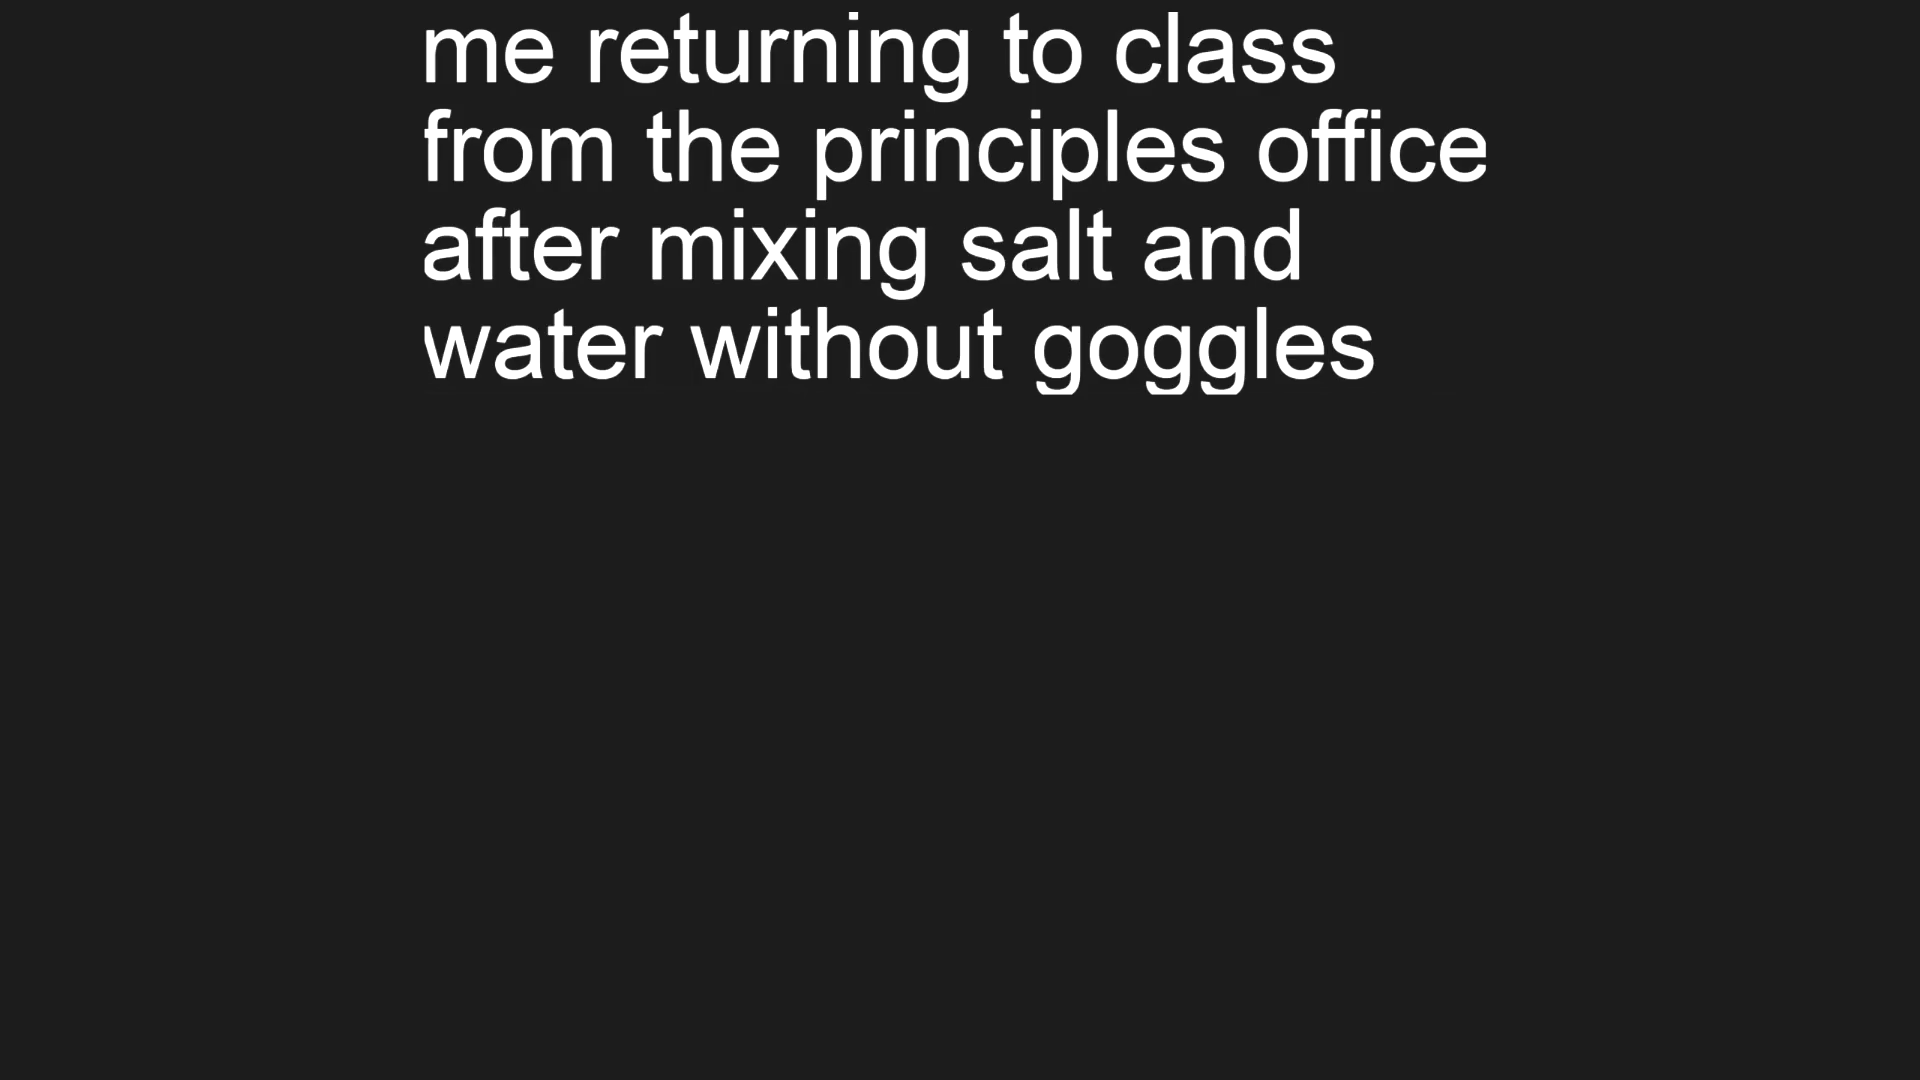 me returning to class
from the principles office
after mixing salt and
water without goggles